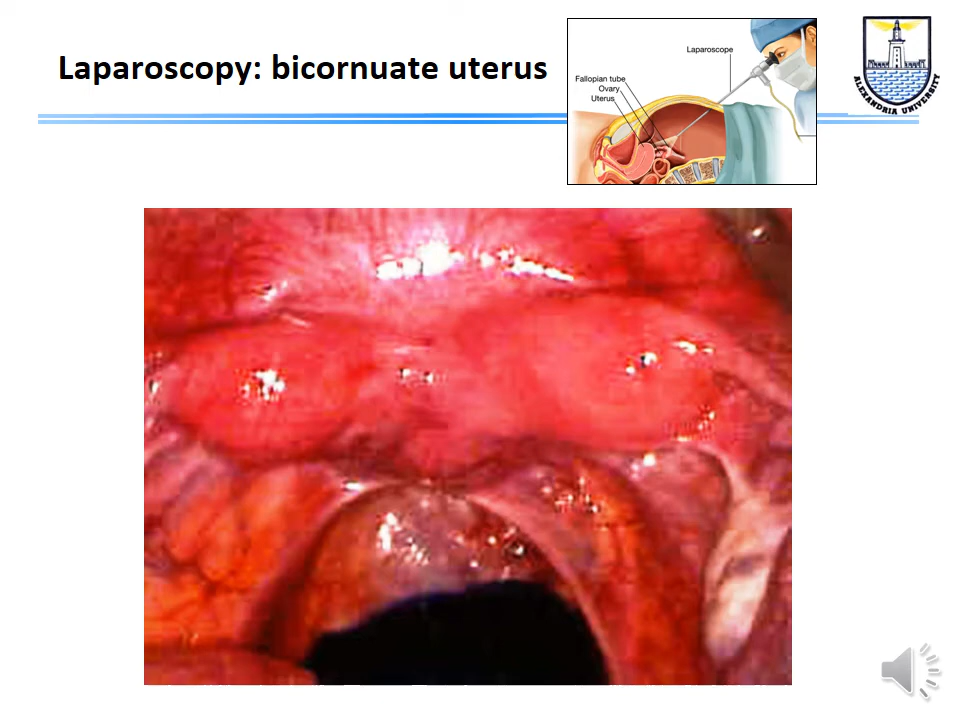 Laparoscopy: bicornuate uterus
Laparoscope
Fallopian tube
Ovary
Uterus
ALEXANDRIA UNIVERSITY